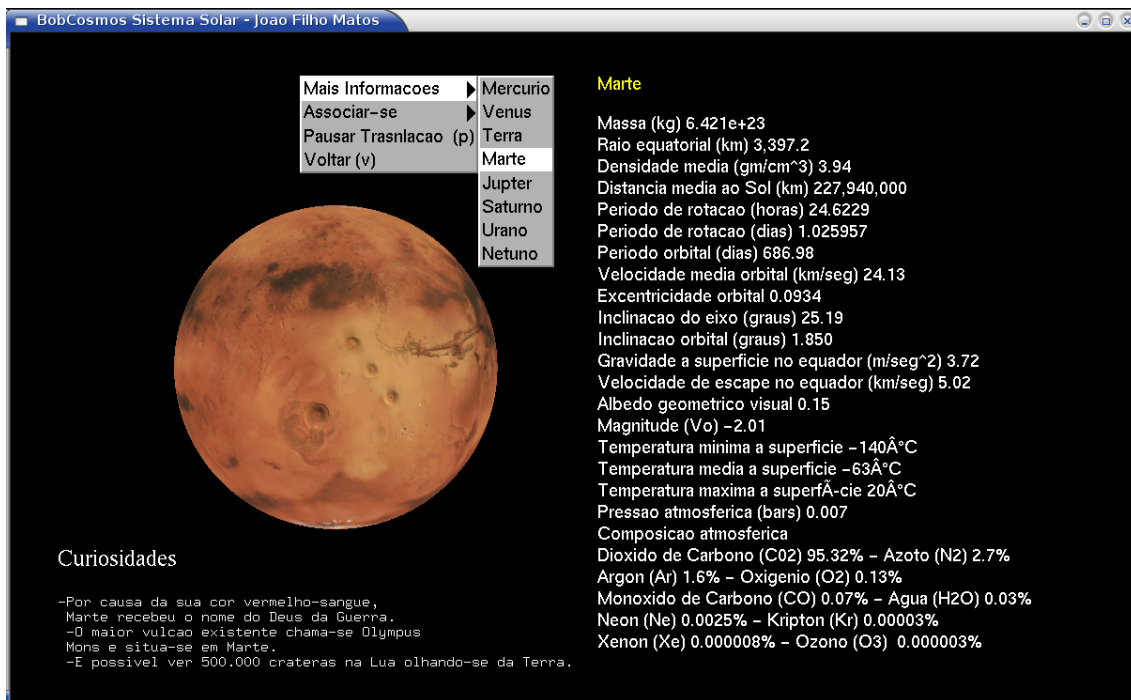 BobCosmos Sistema Solar - Joao Filho Matos
Mais Informacoes
Associar-se
Pausar Trasnlacao (p)
Voltar (v)
Mercurio
Venus
Terra
Marte
Jupter
Saturno
Urano
Netuno
Marte
Massa (kg) 6.421e+23
Raio equatorial (km) 3,397.2
Densidade media (gm/cm^3) 3.94
Distancia media ao Sol (km) 227,940,000
Periodo de rotacao (horas) 24.6229
Periodo de rotacao (dias) 1.025957
Periodo orbital (dias) 686.98
Velocidade media orbital (km/seg) 24.13
Excentricidade orbital 0.0934
Inclinacao do eixo (graus) 25.19
Inclinacao orbital (graus) 1.850
Gravidade a superficie no equador (m/seg^2) 3.72
Velocidade de escape no equador (km/seg) 5.02
Albedo geometrico visual 0.15
Magnitude (Vo) -2.01
Temperatura minima a superficie -140Â°C
Temperatura media a superficie -63Â°C
Temperatura maxima a superfÃ-cie 20Â°C
Pressao atmosferica (bars) 0.007
Composicao atmosferica
Dioxido de Carbono (C02) 95.32% - Azoto (N2) 2.7%
Argon (Ar) 1.6% - Oxigenio (O2) 0.13%
Monoxido de Carbono (CO) 0.07% - Agua (H2O) 0.03%
Neon (Ne) 0.0025% - Kripton (Kr) 0.00003%
Xenon (Xe) 0.000008% - Ozono (O3) 0.000003%
Curiosidades
-Por causa da sua cor vermelho-sangue,
Marte recebeu o nome do Deus da Guerra.
-O maior vulcao existente chama-se Olympus
Mons e situa-se em Marte.
-E possivel ver 500.000 crateras na Lua olhando-se da Terra.